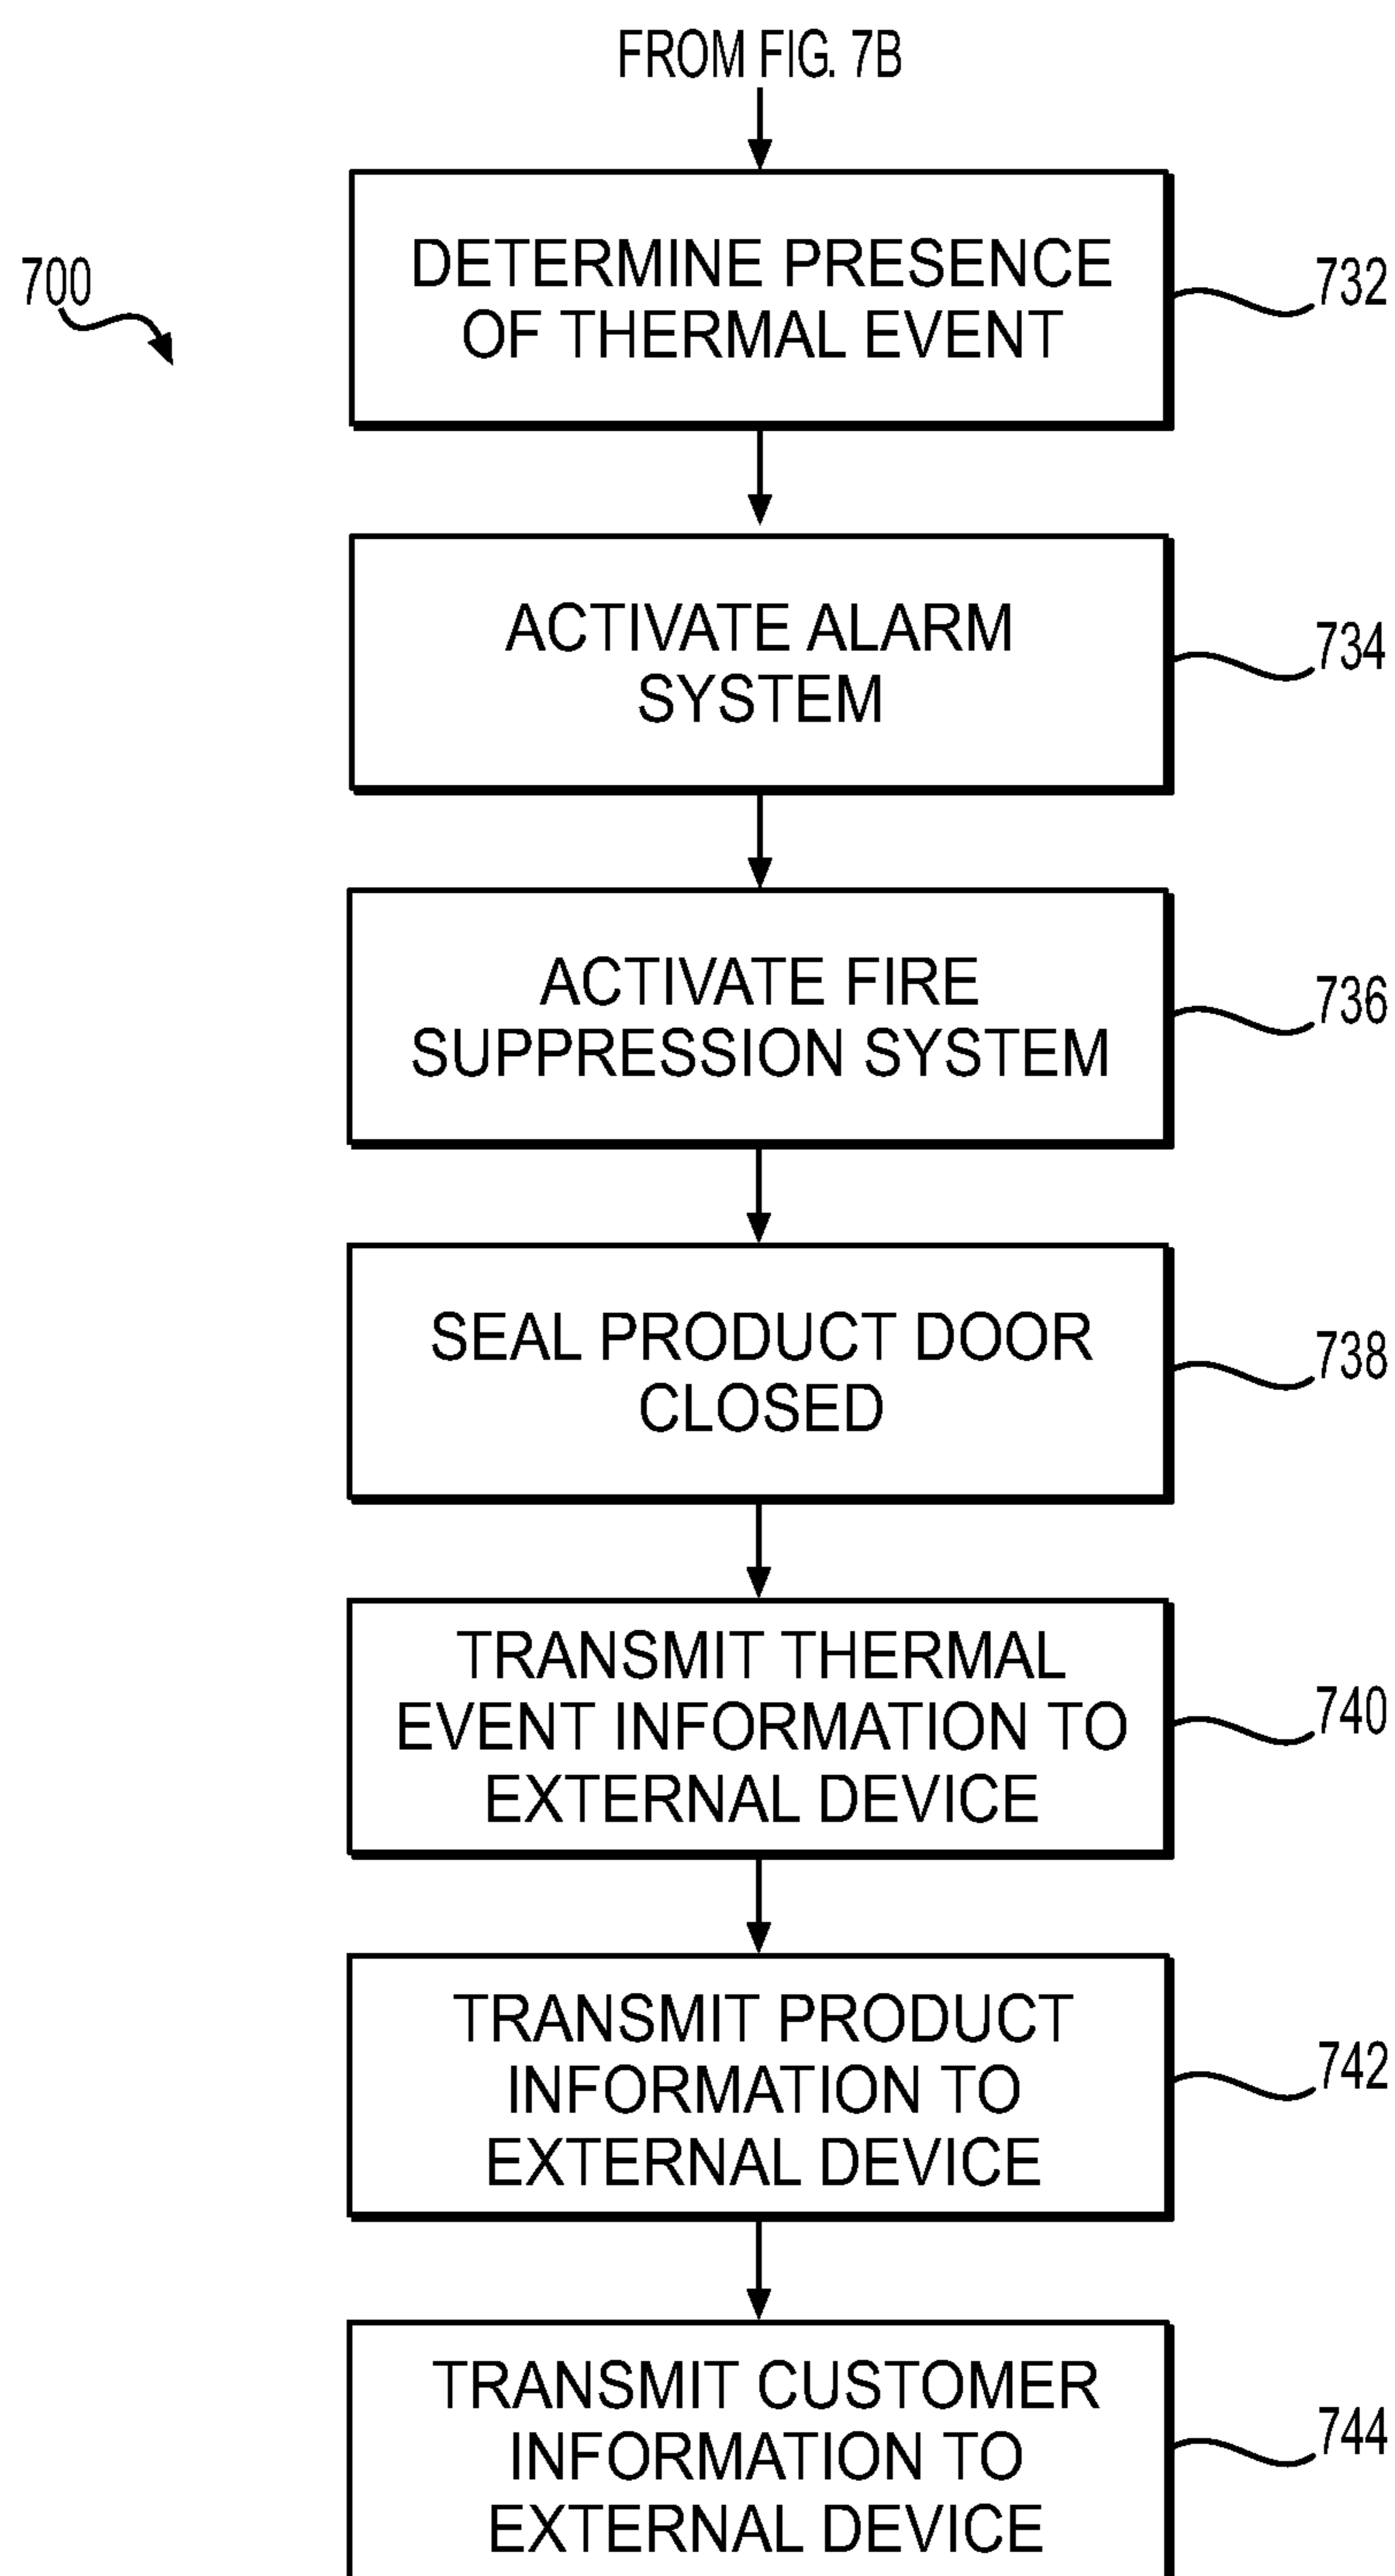 FROM FIG. 7B
700
DETERMINE PRESENCE
OF THERMAL EVENT
732
ACTIVATE ALARM
SYSTEM
734
ACTIVATE FIRE
SUPPRESSION SYSTEM
736
SEAL PRODUCT DOOR
CLOSED
738
TRANSMIT THERMAL
EVENT INFORMATION TO
EXTERNAL DEVICE
740
TRANSMIT PRODUCT
INFORMATION TO
EXTERNAL DEVICE
742
TRANSMIT CUSTOMER
INFORMATION TO
EXTERNAL DEVICE
744